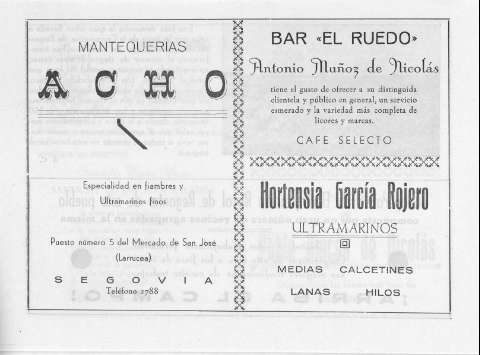 MANTEQUERIAS
ACHO
Especialidad en fiambres y
Ultramarinos finos
Puesto número 5 del Mercado de San José
(Larrucea)
SEGOVIA
Teléfono 2788
BAR «EL RUEDO»
Antonio Muñoz de Nicolás
tiene el gusto de ofrecer a su distinguida
clientela y público en general, un servicio
esmerado y la variedad más completa de
licores y marcas.
CAFE SELECTO
Hortensia García Rojero
ULTRAMARINOS
MEDIAS CALCETINES
LANAS HILOS